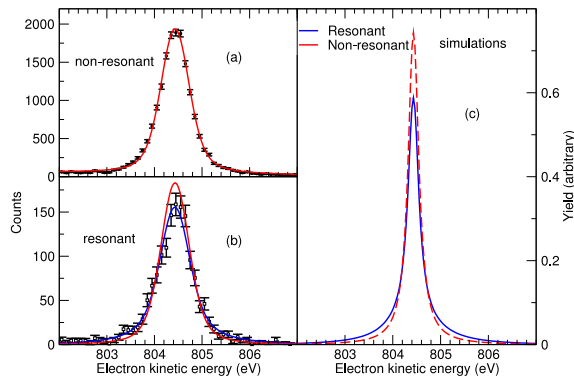 2000
1500
1000
500
0
Counts
non-resonant
(a)
150
100
50
0
resonant
(b)
803
804
805
806
Electron kinetic energy (eV)
Resonant
Non-resonant
simulations
(c)
0.6
0.4
0.2
0
Yield (arbitrary)
803
804
805
806
Electron kinetic energy (eV)